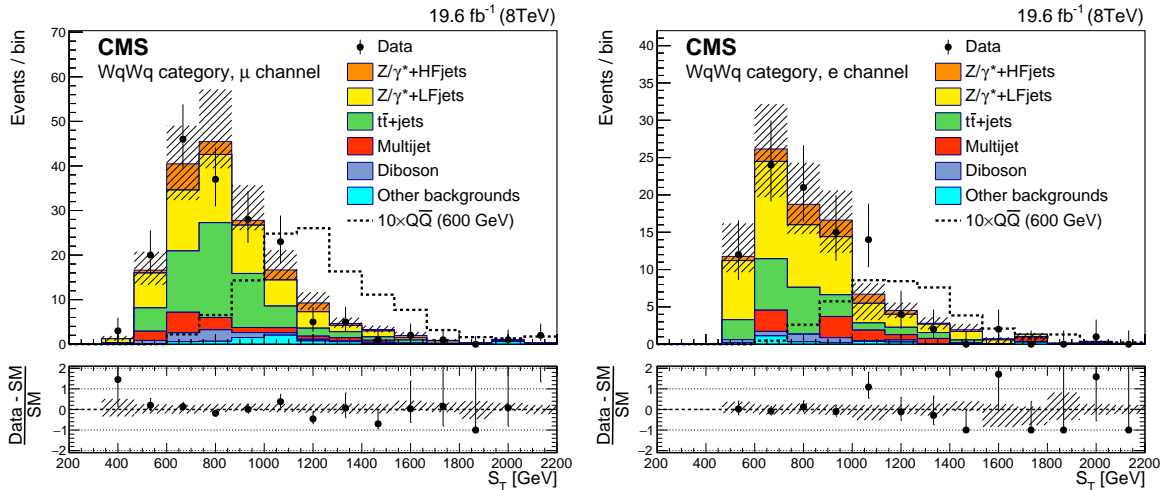 19.6 fb⁻¹ (8TeV)
Events / bin
70
60
50
40
30
20
10
0
CMS
WqWq category, μ channel
Data
Z/γ*+HFjets
Z/γ*+LFjets
tt̄+jets
Multijet
Diboson
Other backgrounds
10×QQ̅ (600 GeV)
Data - SM
SM
2
1
0
−1
−2
200 400 600 800 1000 1200 1400 1600 1800 2000 2200
S_T [GeV]
19.6 fb⁻¹ (8TeV)
Events / bin
40
35
30
25
20
15
10
5
0
CMS
WqWq category, e channel
Data
Z/γ*+HFjets
Z/γ*+LFjets
tt̄+jets
Multijet
Diboson
Other backgrounds
10×QQ̅ (600 GeV)
Data - SM
SM
2
1
0
−1
−2
200 400 600 800 1000 1200 1400 1600 1800 2000 2200
S_T [GeV]